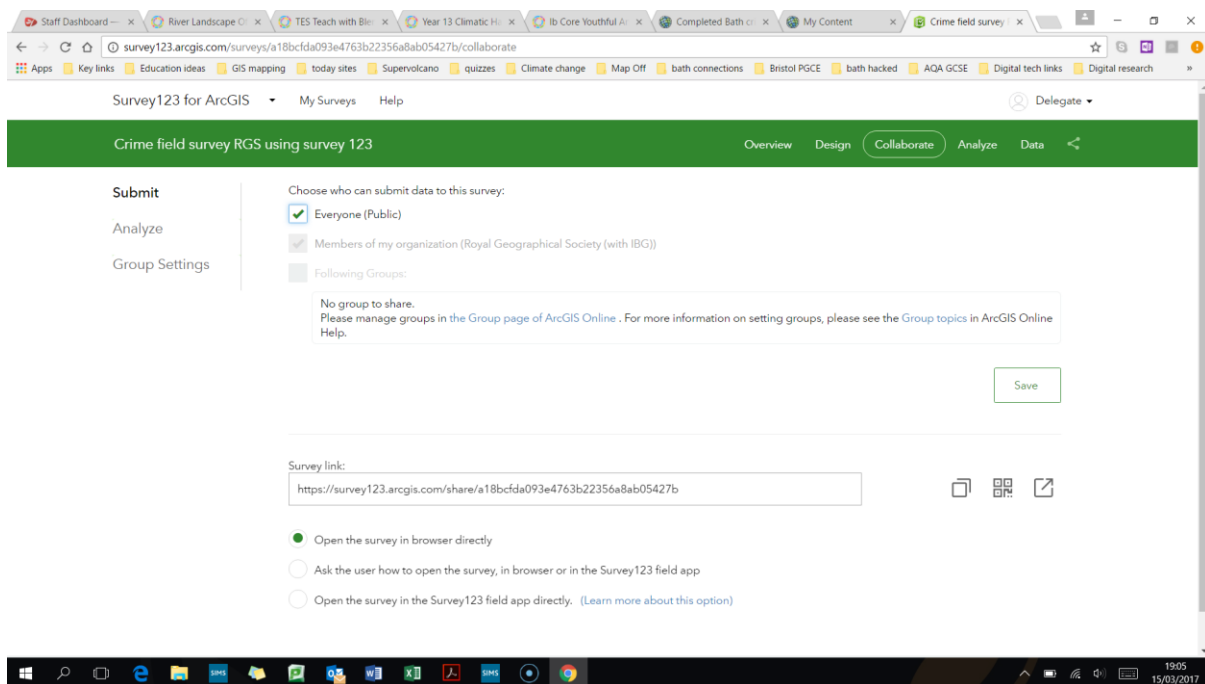 Staff Dashboard —
River Landscape O
TES Teach with Ble
Year 13 Climatic Ha
Ib Core Youthful Ar
Completed Bath co
My Content
Crime field survey
survey123.arcgis.com/surveys/a18bcfda093e4763b22356a8ab05427b/collaborate
Apps Key links Education ideas GIS mapping today sites Supervolcano quizzes Climate change Map Off bath connections Bristol PGCE bath hacked AQA GCSE Digital tech links Digital research »
Survey123 for ArcGIS My Surveys Help Delegate
Crime field survey RGS using survey 123 Overview Design Collaborate Analyze Data
Submit
Analyze
Group Settings
Choose who can submit data to this survey:
Everyone (Public)
Members of my organization (Royal Geographical Society (with IBG))
Following Groups:
No group to share.
Please manage groups in the Group page of ArcGIS Online . For more information on setting groups, please see the Group topics in ArcGIS Online
Help.
Save
Survey link:
https://survey123.arcgis.com/share/a18bcfda093e4763b22356a8ab05427b
Open the survey in browser directly
Ask the user how to open the survey, in browser or in the Survey123 field app
Open the survey in the Survey123 field app directly. (Learn more about this option)
SIMS
SIMS
19:05
15/03/2017